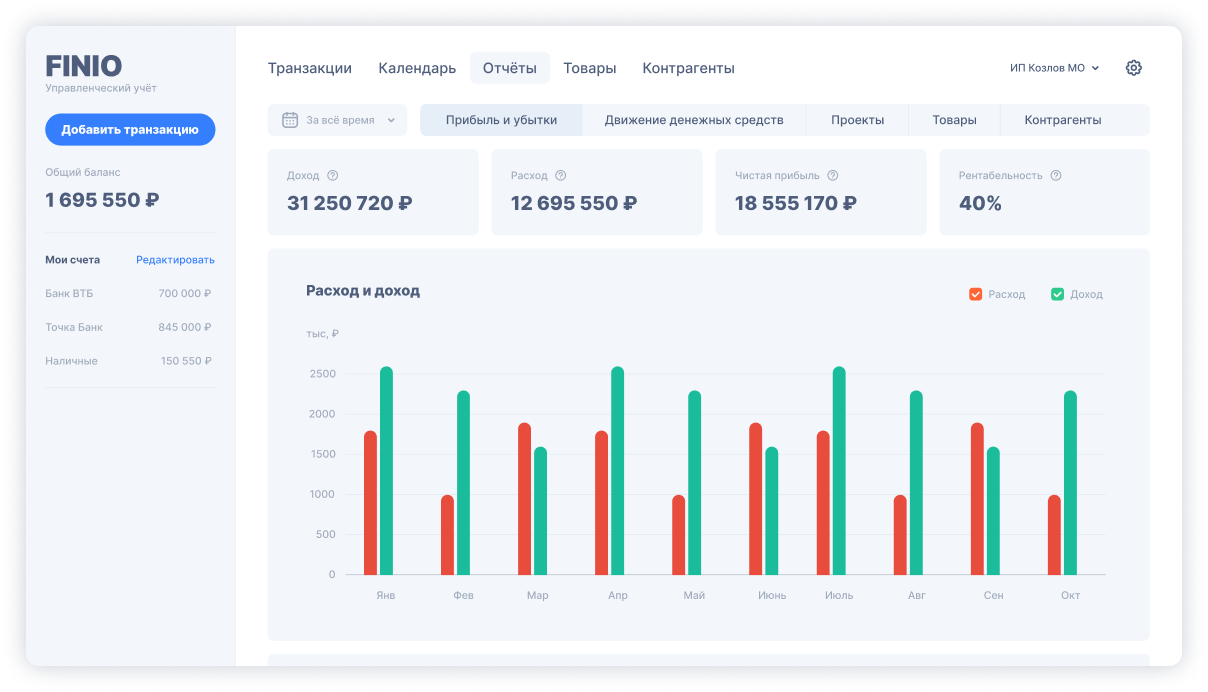 FINIO
Управленческий учёт
Добавить транзакцию
Общий баланс
1 695 550 ₽
Мои счета Редактировать
Банк ВТБ 700 000 ₽
Точка Банк 845 000 ₽
Наличные 150 550 ₽
Транзакции Календарь Отчёты Товары Контрагенты
ИП Козлов МО
За всё время
Прибыль и убытки Движение денежных средств Проекты Товары Контрагенты
Доход
31 250 720 ₽
Расход
12 695 550 ₽
Чистая прибыль
18 555 170 ₽
Рентабельность
40%
Расход и доход
Расход Доход
тыс, ₽
2500
2000
1500
1000
500
0
Янв Фев Мар Апр Май Июнь Июль Авг Сен Окт